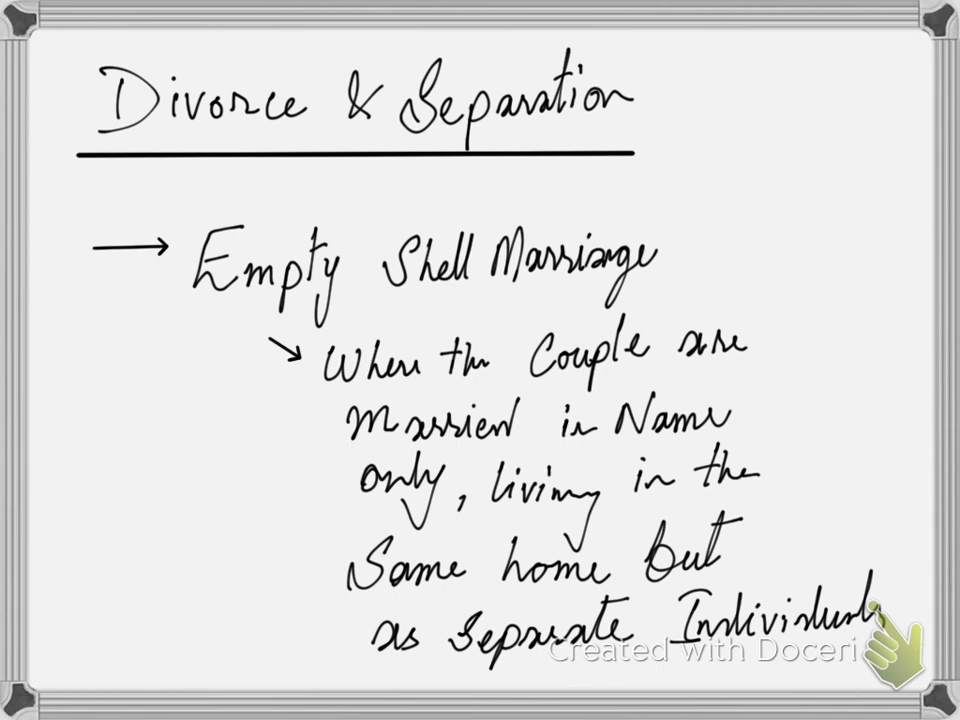 Divorce & Separation
→ Empty Shell Marriage
↘ Where the Couple are
Married in Name
only, living in the
Same home but
as separate Individuals
Created with Doceri